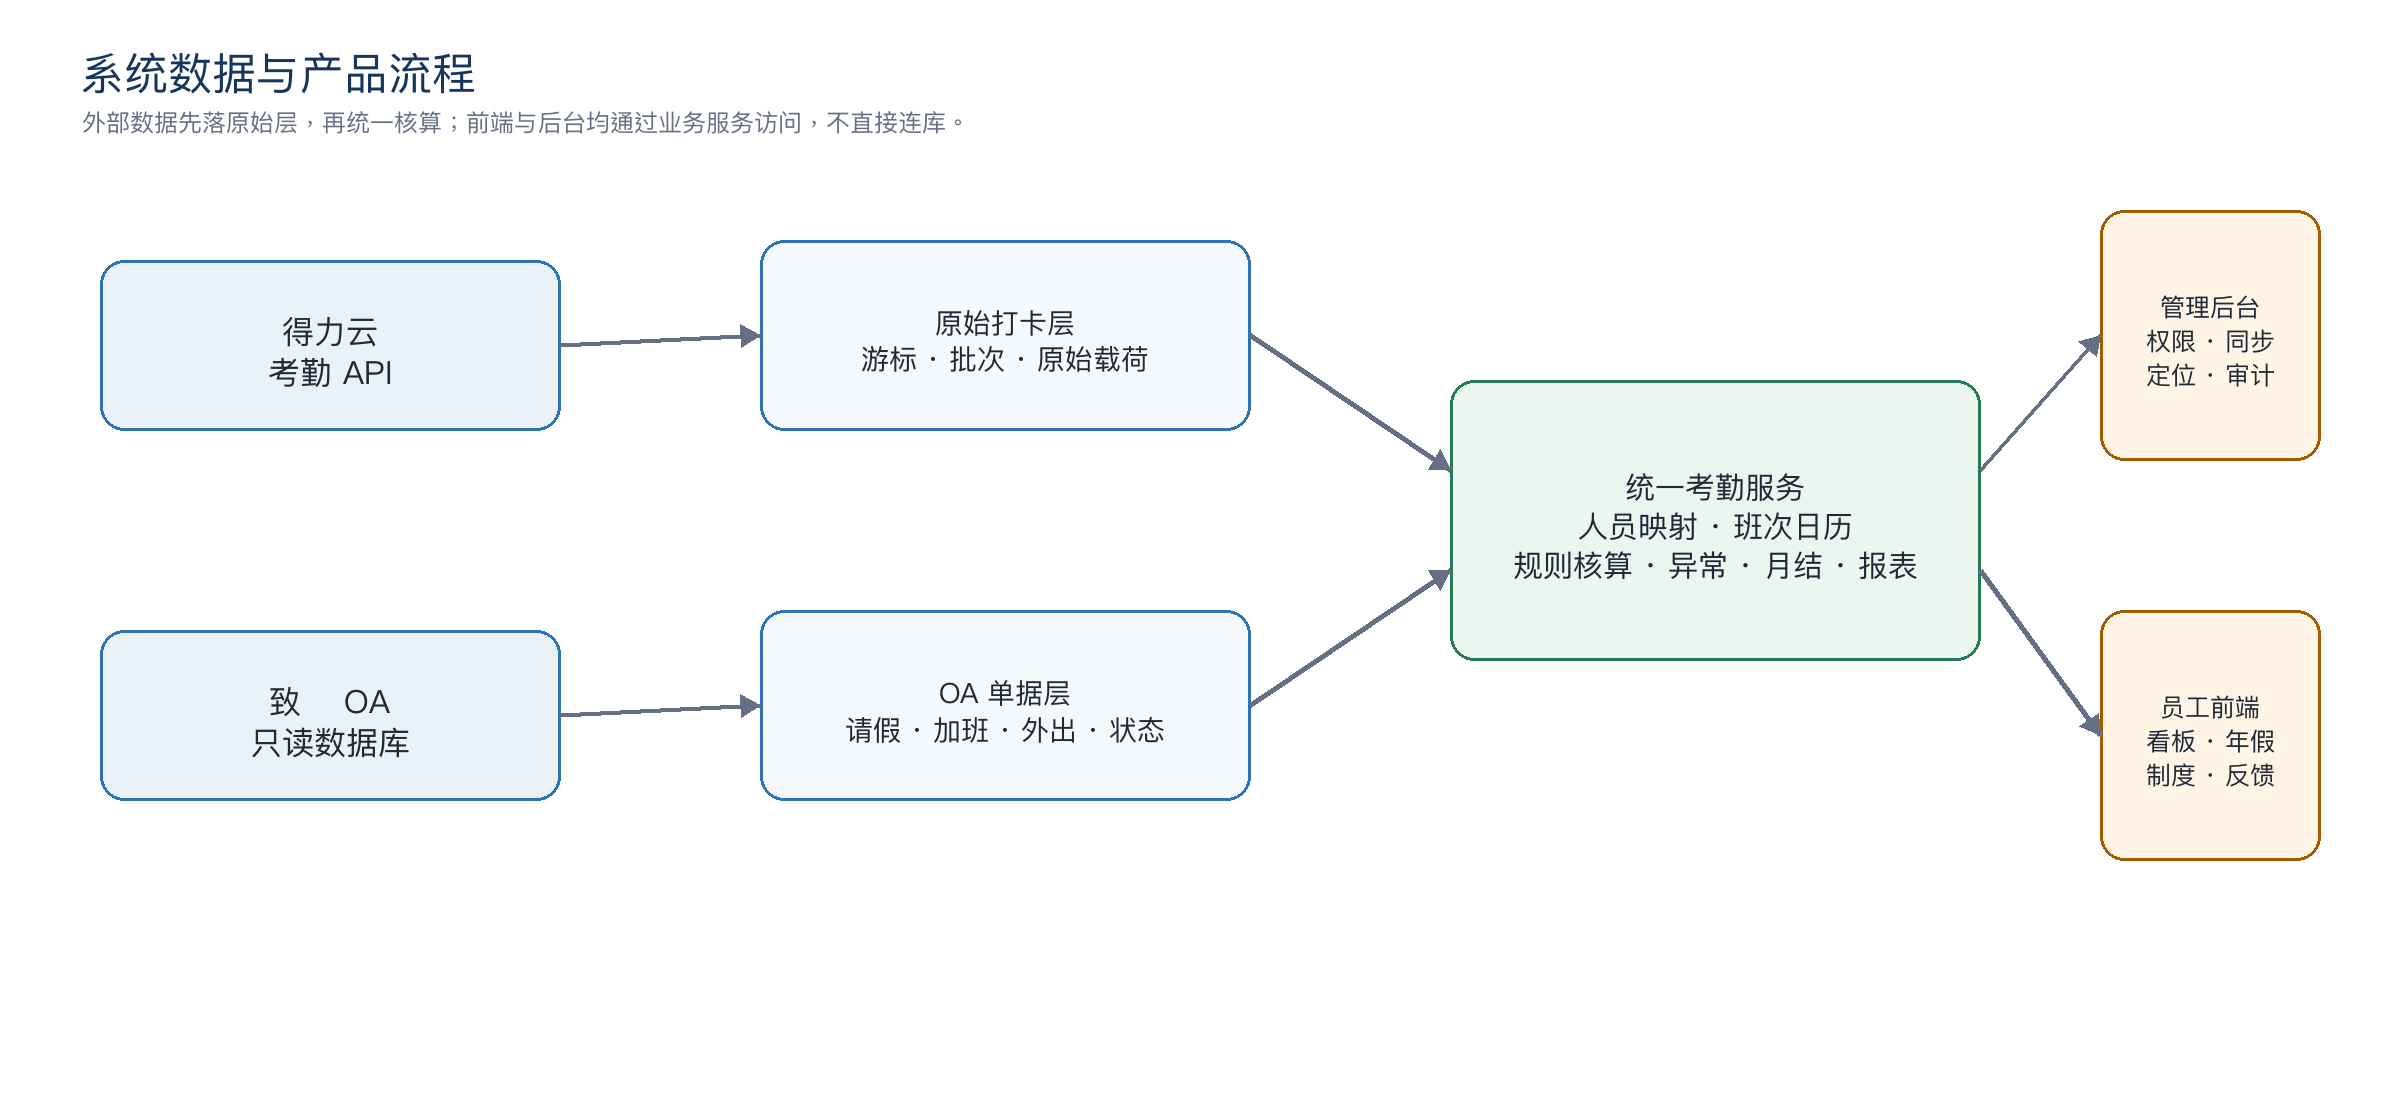 系统数据与产品流程
外部数据先落原始层，再统一核算；前端与后台均通过业务服务访问，不直接连库。
得力云
考勤 API
原始打卡层
游标 · 批次 · 原始载荷
管理后台
权限 · 同步
定位 · 审计
统一考勤服务
人员映射 · 班次日历
规则核算 · 异常 · 月结 · 报表
致 OA
只读数据库
OA 单据层
请假 · 加班 · 外出 · 状态
员工前端
看板 · 年假
制度 · 反馈